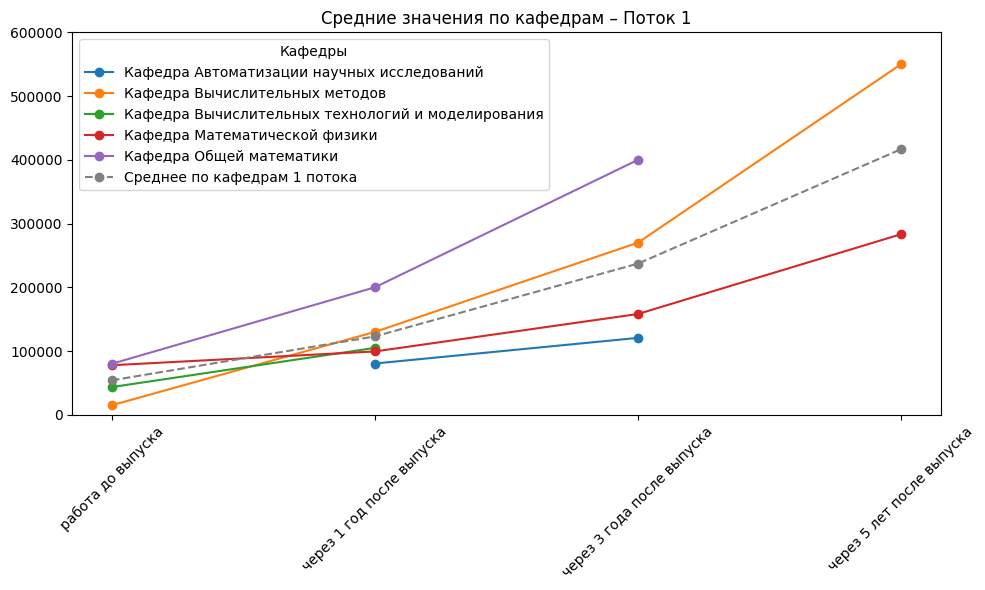 Средние значения по кафедрам – Поток 1
600000
500000
400000
300000
200000
100000
0
Кафедры
Кафедра Автоматизации научных исследований
Кафедра Вычислительных методов
Кафедра Вычислительных технологий и моделирования
Кафедра Математической физики
Кафедра Общей математики
Среднее по кафедрам 1 потока
работа до выпуска
через 1 год после выпуска
через 3 года после выпуска
через 5 лет после выпуска